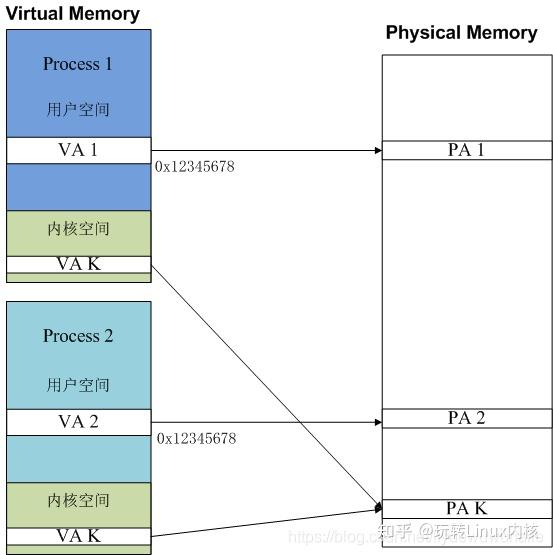 Virtual Memory
Physical Memory
Process 1
用户空间
VA 1
0x12345678
PA 1
内核空间
VA K
Process 2
用户空间
VA 2
0x12345678
PA 2
内核空间
VA K
PA K
知乎 @玩转Linux内核
https://blog.csdn